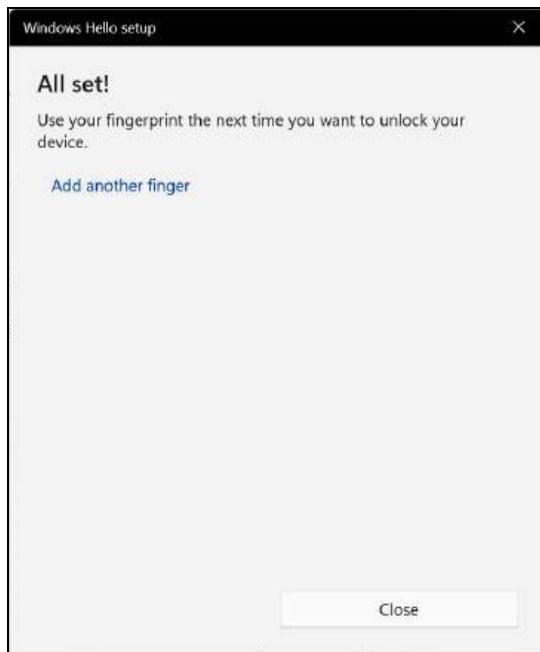 Windows Hello setup
All set!
Use your fingerprint the next time you want to unlock your
device.
Add another finger
Close